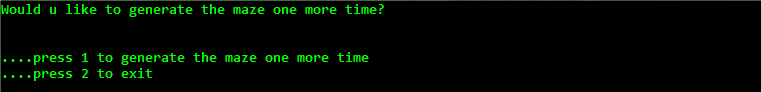 Would u like to generate the maze one more time?
....press 1 to generate the maze one more time
....press 2 to exit